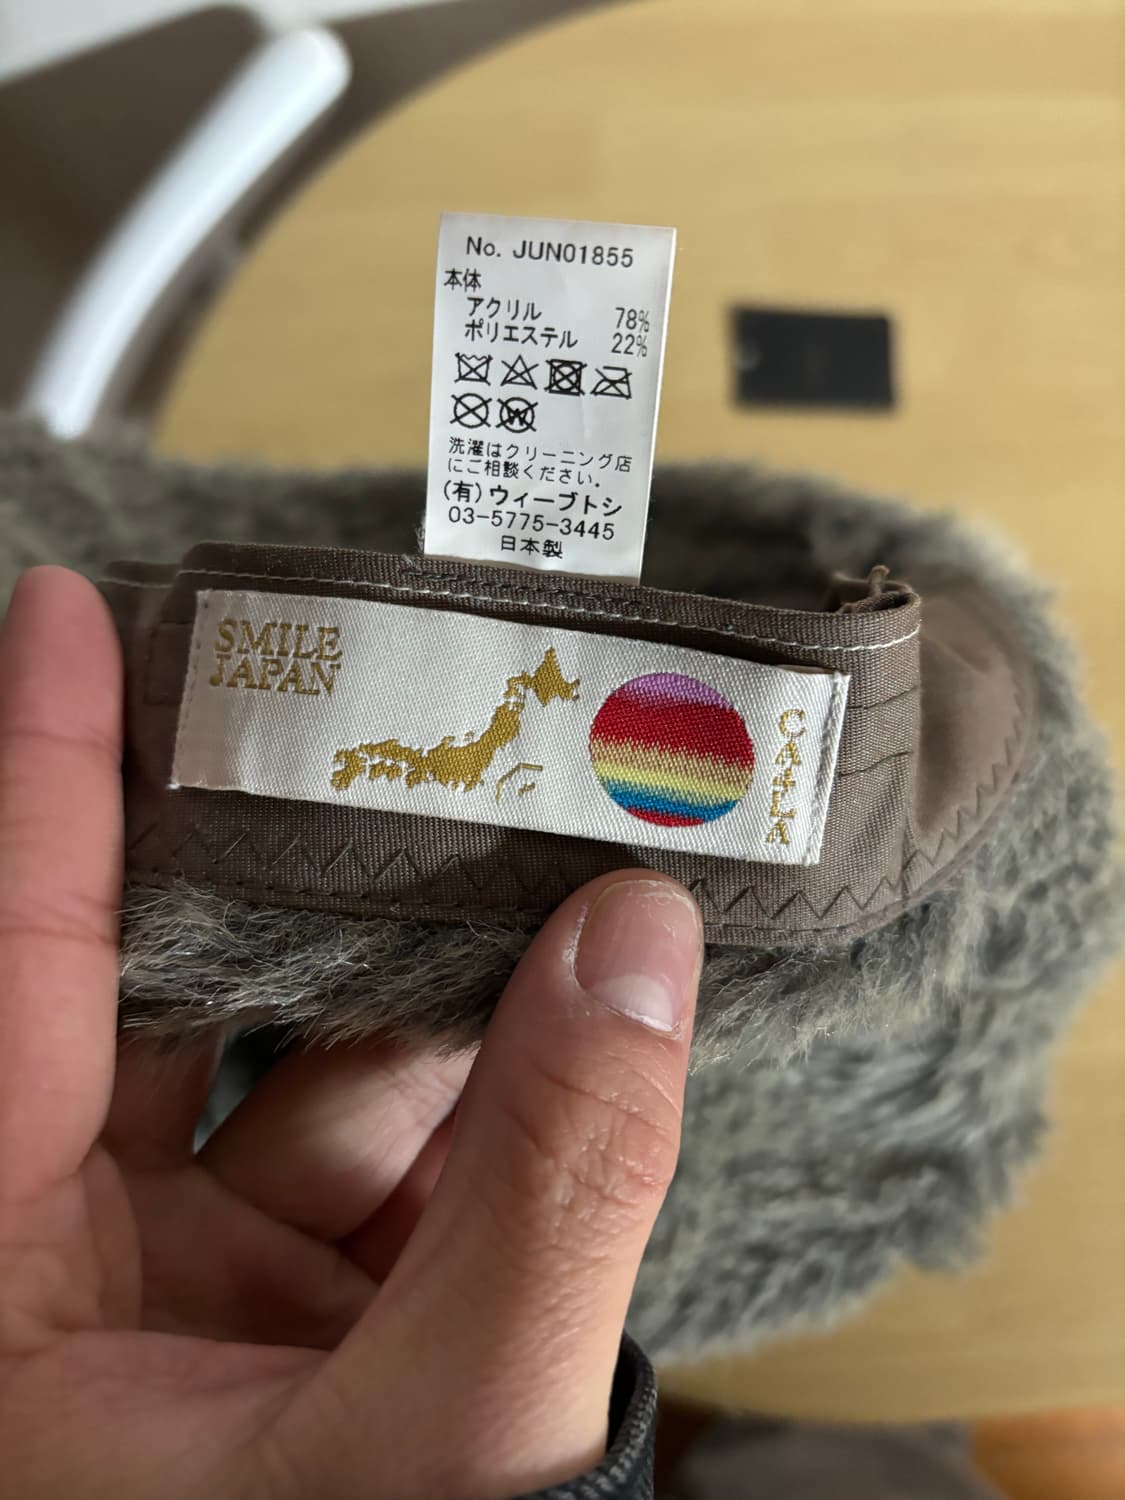 No. JUN01855
本体
アクリル 78%
ポリエステル 22%
W
洗濯はクリーニング店
にご相談ください。
(有)ウィーブトシ
03-5775-3445
日本製
SMILE
JAPAN
CA4LA